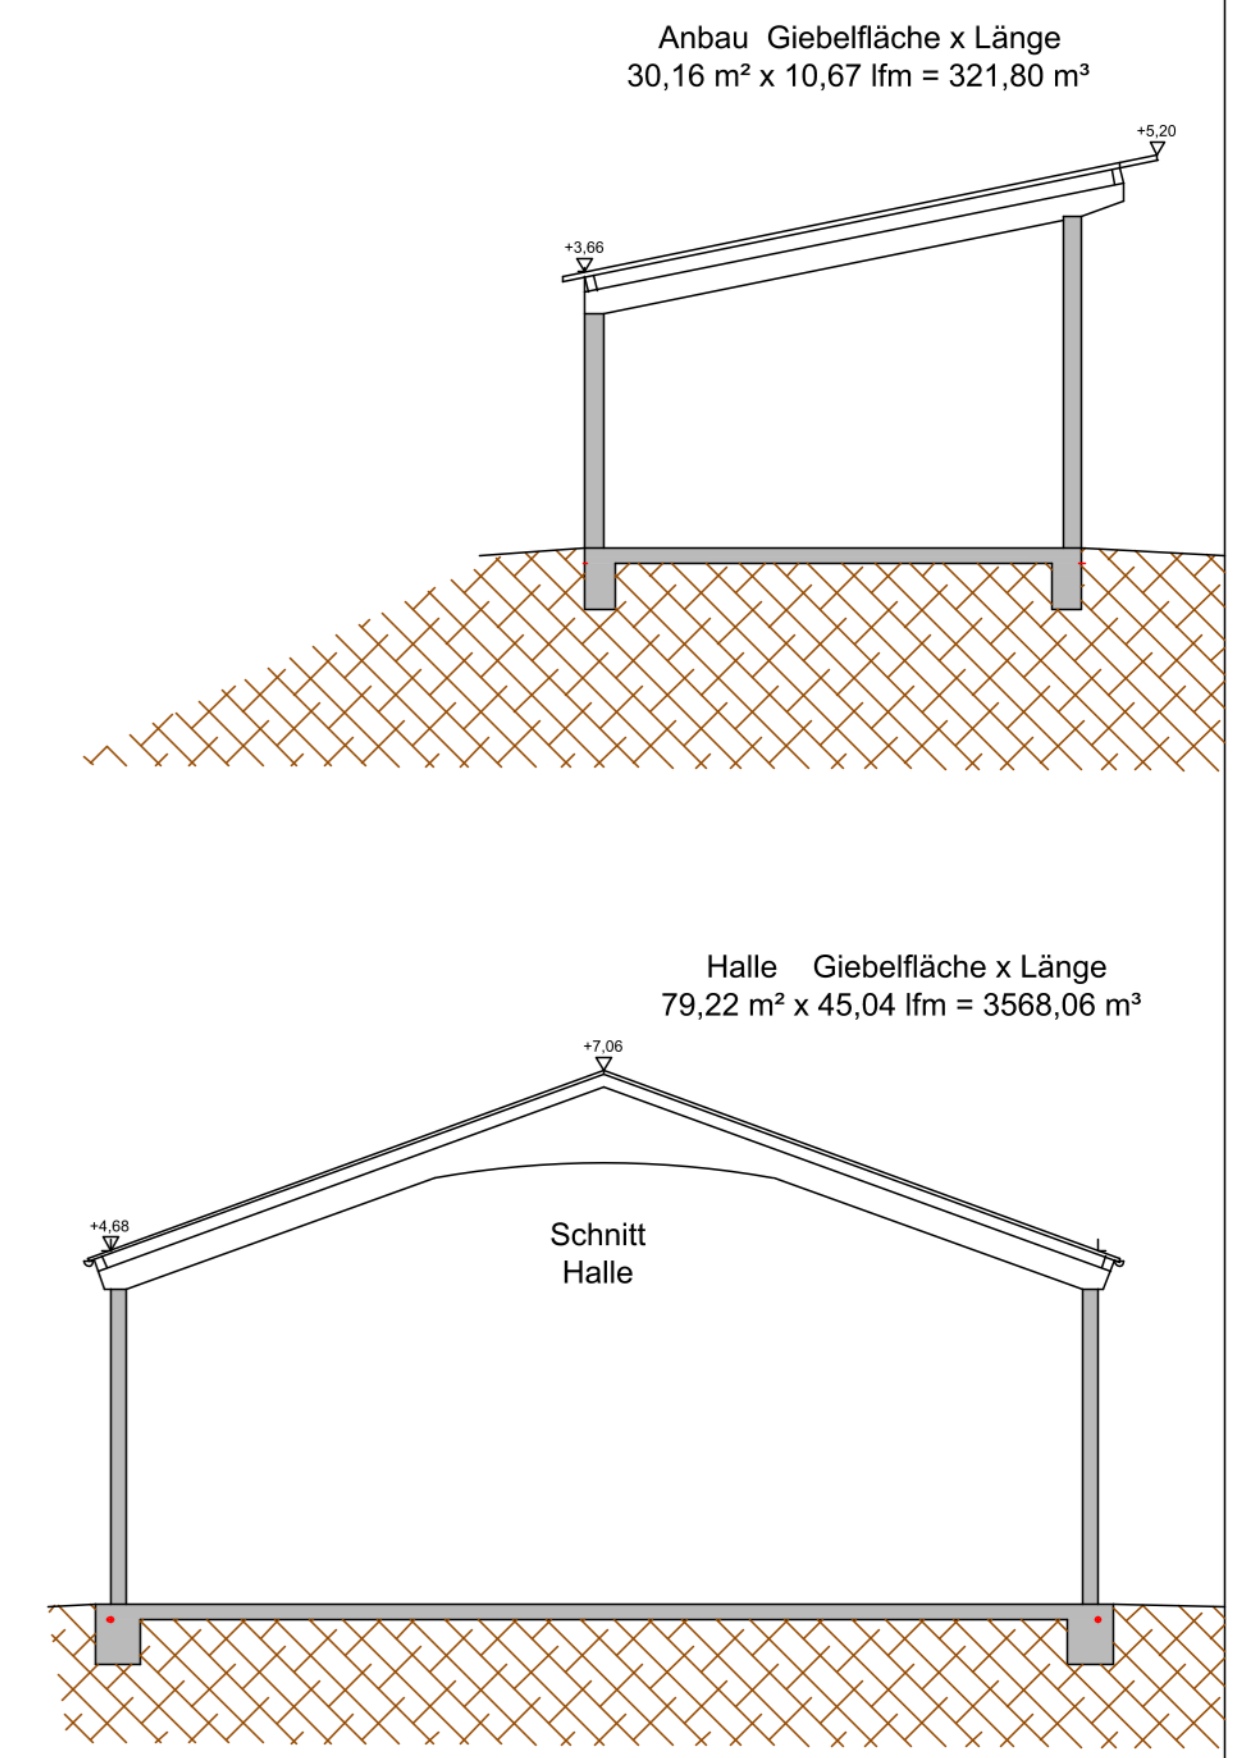 Anbau Giebelfläche x Länge
30,16 m² x 10,67 lfm = 321,80 m³
+5,20
+3,66
Halle Giebelfläche x Länge
79,22 m² x 45,04 lfm = 3568,06 m³
+7,06
+4,68
Schnitt
Halle